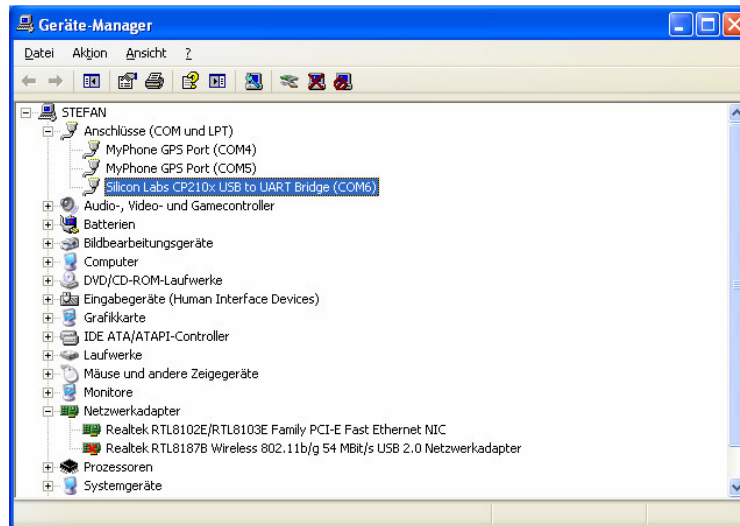 Geräte-Manager
Datei Aktion Ansicht ?
STEFAN
Anschlüsse (COM und LPT)
MyPhone GPS Port (COM4)
MyPhone GPS Port (COM5)
Silicon Labs CP210x USB to UART Bridge (COM6)
Audio-, Video- und Gamecontroller
Batterien
Bildbearbeitungsgeräte
Computer
DVD/CD-ROM-Laufwerke
Eingabegeräte (Human Interface Devices)
Grafikkarte
IDE ATA/ATAPI-Controller
Laufwerke
Mäuse und andere Zeigegeräte
Monitore
Netzwerkadapter
Realtek RTL8102E/RTL8103E Family PCI-E Fast Ethernet NIC
Realtek RTL8187B Wireless 802.11b/g 54 MBit/s USB 2.0 Netzwerkadapter
Prozessoren
Systemgeräte